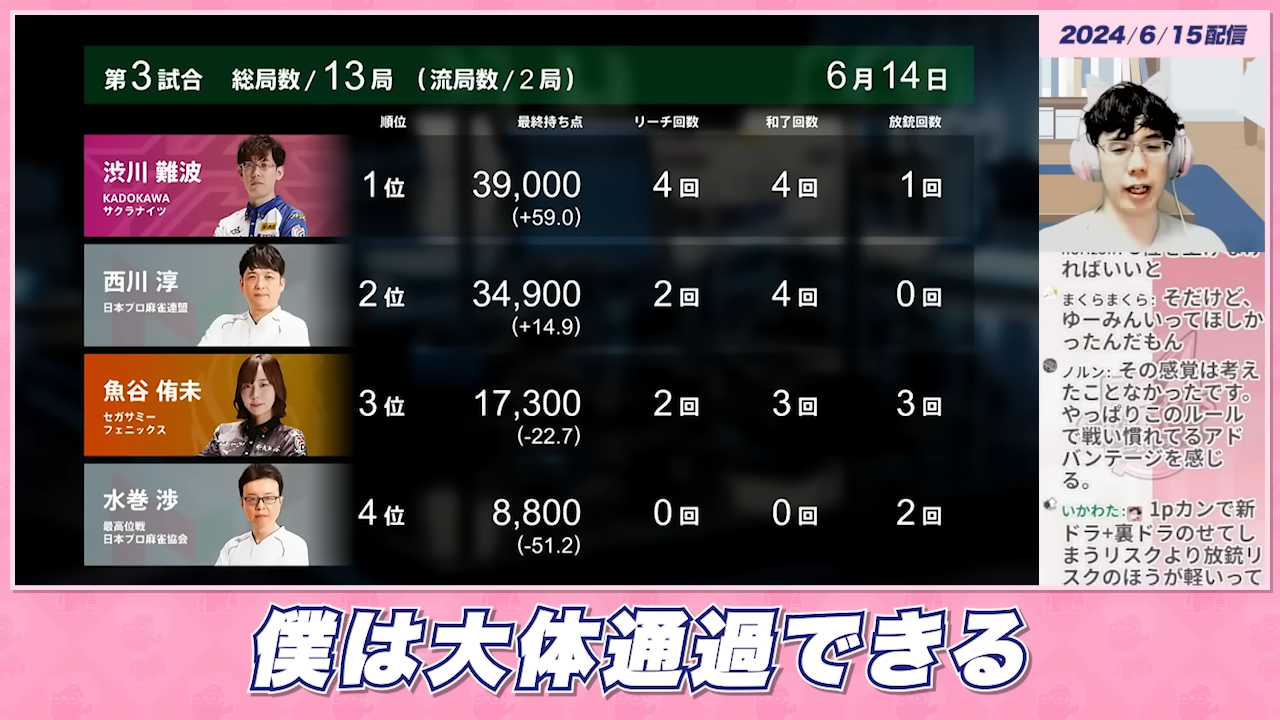 第3試合 総局数/13局 (流局数/2局) 6月14日
順位 最終持ち点 リーチ回数 和了回数 放銃回数
渋川 難波
KADOKAWA
サクラナイツ
1位 39,000 4回 4回 1回
(+59.0)
西川 淳
日本プロ麻雀連盟
2位 34,900 2回 4回 0回
(+14.9)
魚谷 侑未
セガサミー
フェニックス
3位 17,300 2回 3回 3回
(-22.7)
水巻 渉
最高位戦
日本プロ麻雀協会
4位 8,800 0回 0回 2回
(-51.2)
2024/6/15配信
ればいいと
まくらまくら: そだけど、
ゆーみんいってほしか
ったんだもん
ノルン: その感覚は考え
たことなかったです。
やっぱりこのルール
で戦い慣れてるアド
バンテージを感じ
る。
いかわた: 1pカンで新
ドラ+裏ドラのせてし
まうリスクより放銃リ
スクのほうが軽いって
僕は大体通過できる